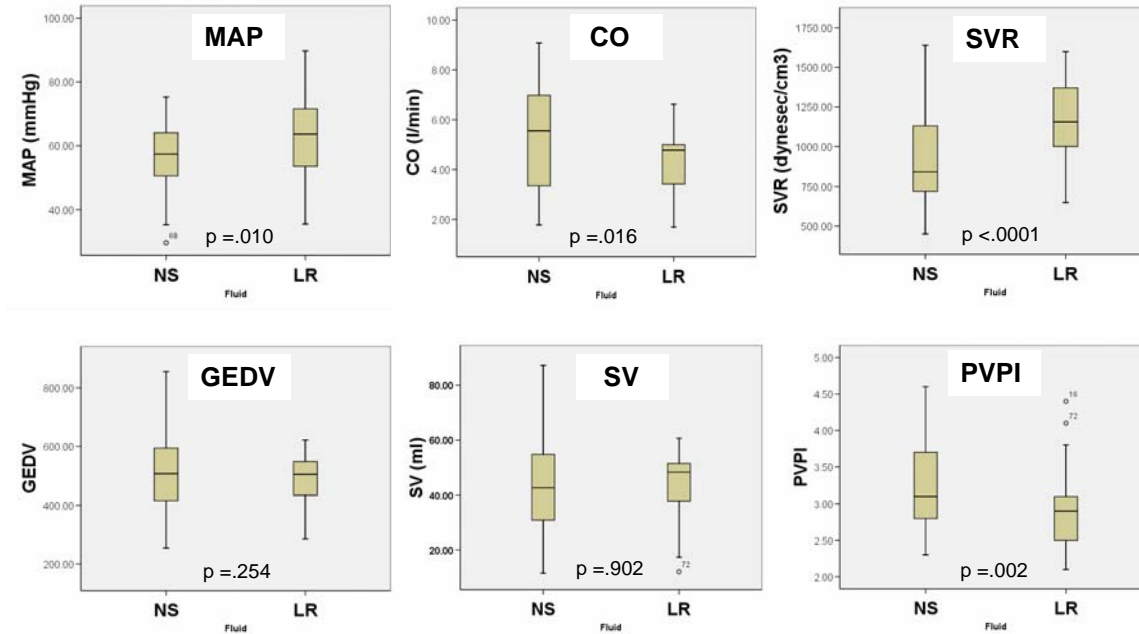 MAP
MAP (mmHg)
100.00
80.00
60.00
40.00
68
p =.010
NS
LR
Fluid
CO
CO (l/min)
10.00
8.00
6.00
4.00
2.00
p =.016
NS
LR
Fluid
SVR
SVR (dynesec/cm3)
1750.00
1500.00
1250.00
1000.00
750.00
500.00
p <.0001
NS
LR
Fluid
GEDV
GEDV
800.00
600.00
400.00
200.00
p =.254
NS
LR
Fluid
SV
SV (ml)
80.00
60.00
40.00
20.00
72
p =.902
NS
LR
Fluid
PVPI
PVPI
5.00
4.50
4.00
3.50
3.00
2.50
2.00
16
72
p =.002
NS
LR
Fluid